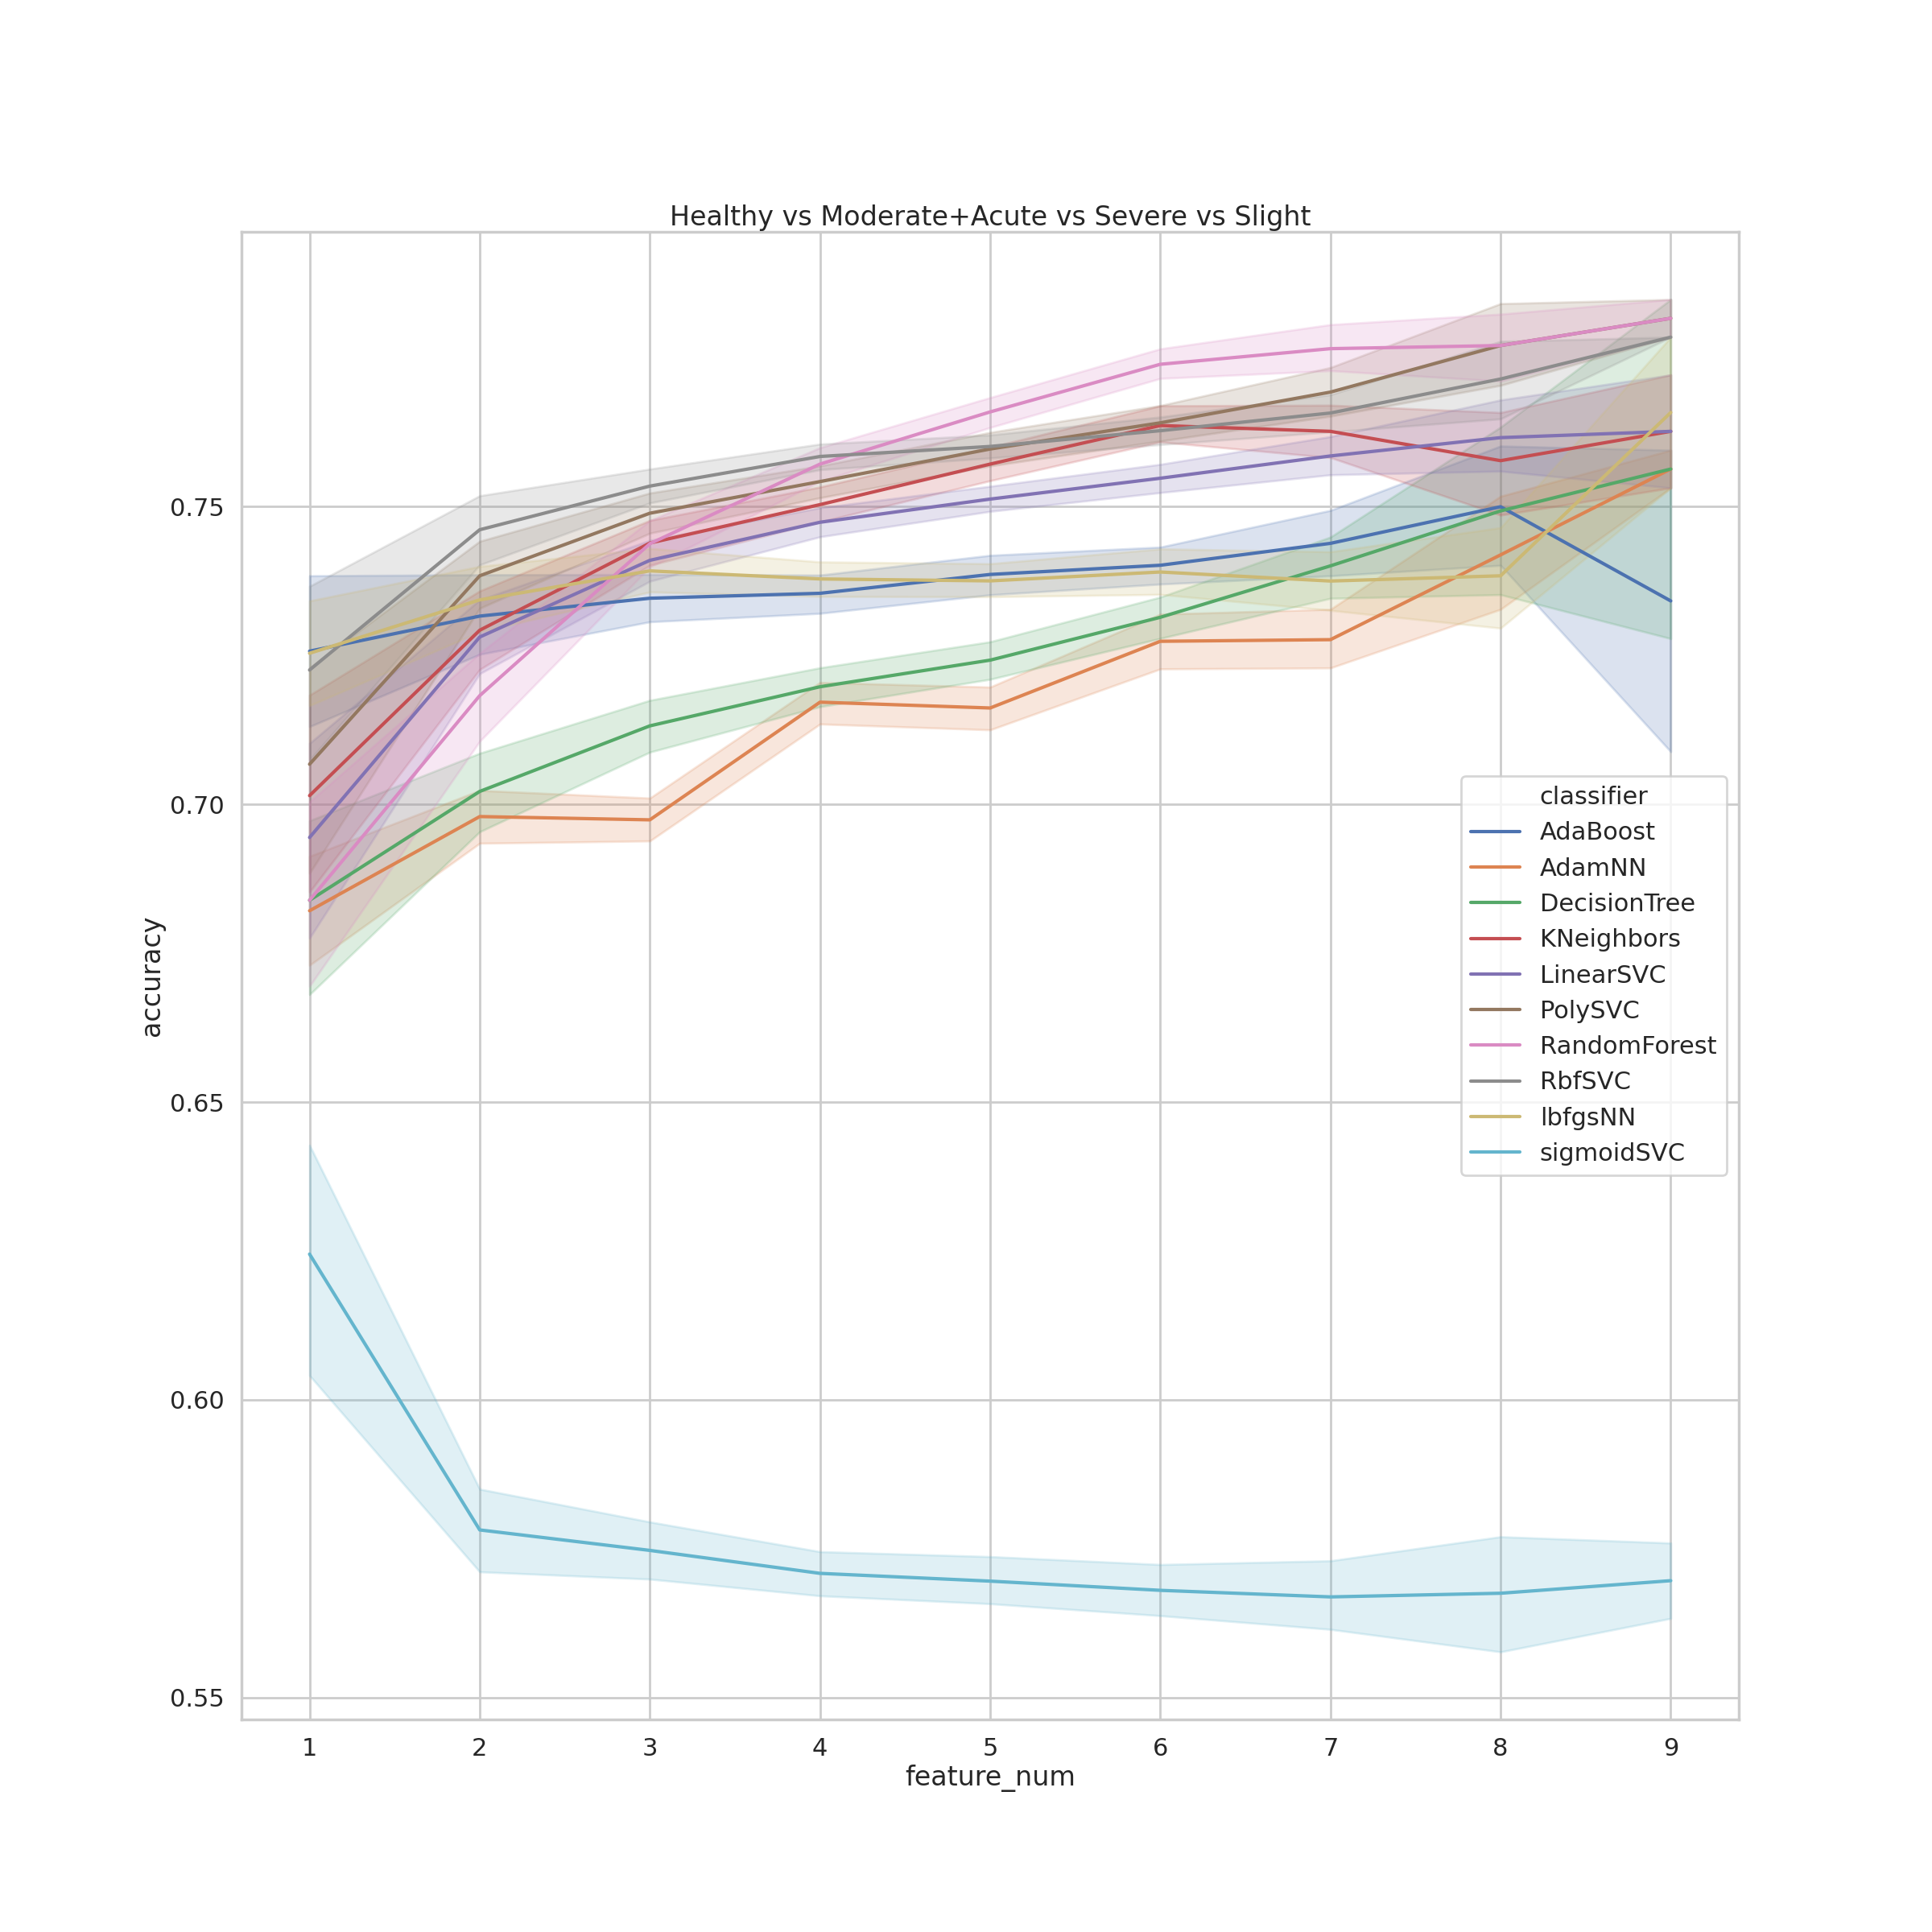 Healthy vs Moderate+Acute vs Severe vs Slight
accuracy
0.75
0.70
0.65
0.60
0.55
classifier
AdaBoost
AdamNN
DecisionTree
KNeighbors
LinearSVC
PolySVC
RandomForest
RbfSVC
lbfgsNN
sigmoidSVC
1 2 3 4 5 6 7 8 9
feature_num